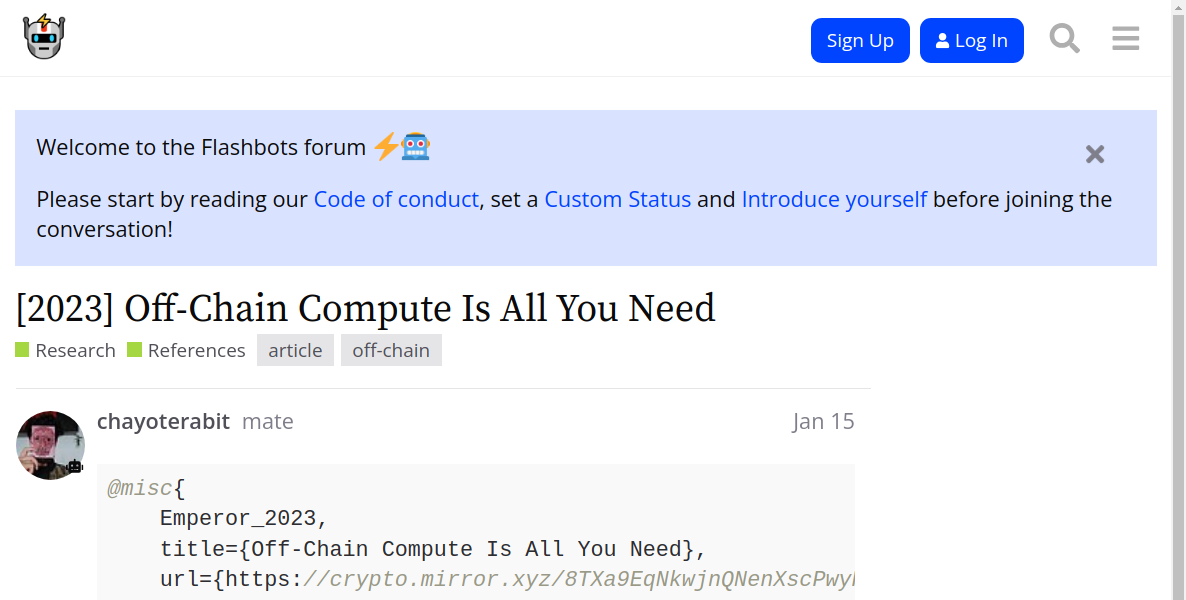 Sign Up
Log In
Welcome to the Flashbots forum
Please start by reading our Code of conduct, set a Custom Status and Introduce yourself before joining the
conversation!
[2023] Off-Chain Compute Is All You Need
Research References article off-chain
chayoterabit mate Jan 15
@misc{
Emperor_2023,
title={Off-Chain Compute Is All You Need},
url={https://crypto.mirror.xyz/8TXa9EqNkwjnQNenXscPwy